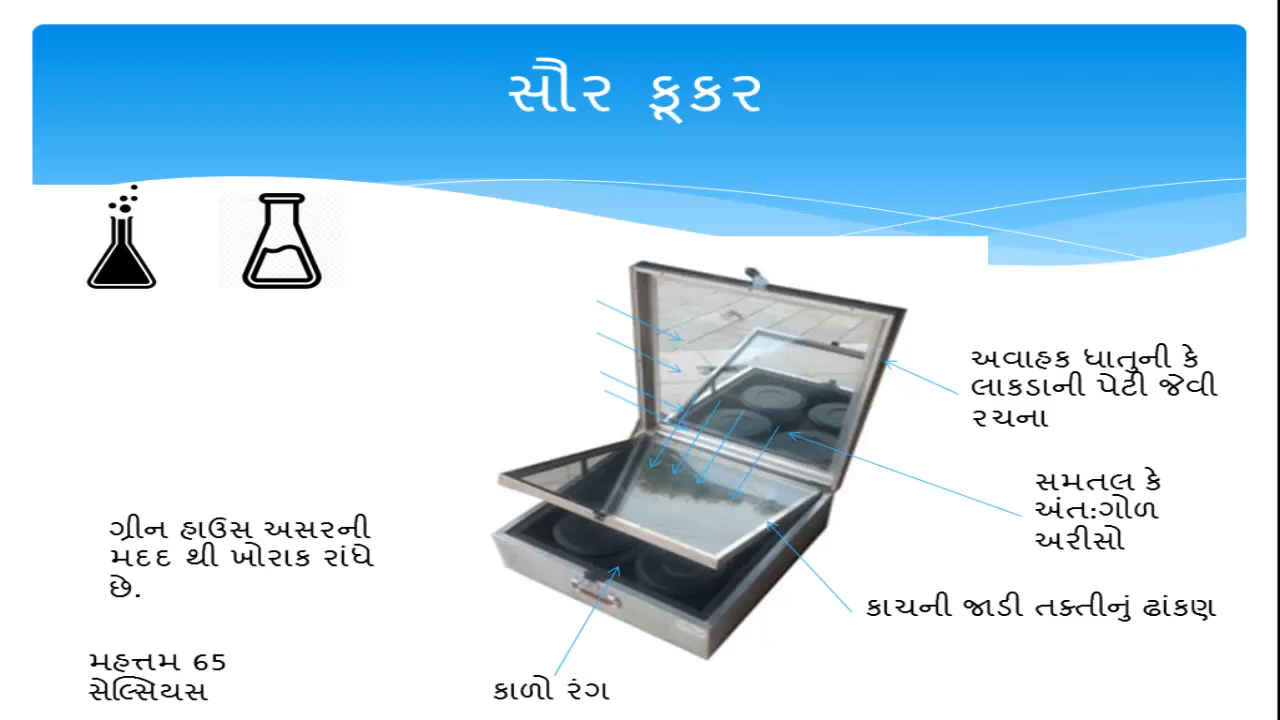 સૌર કૂકર
અવાહક ધાતુની કે
લાકડાની પેટી જેવી
રચના
સમતલ કે
અંત:ગોળ
અરીસો
કાચની જાડી તક્તીનું ઢાંકણ
કાળો રંગ
ગ્રીન હાઉસ અસરની
મદદ થી ખોરાક રાંધે
છે.
મહત્તમ 65
સેલ્સિયસ